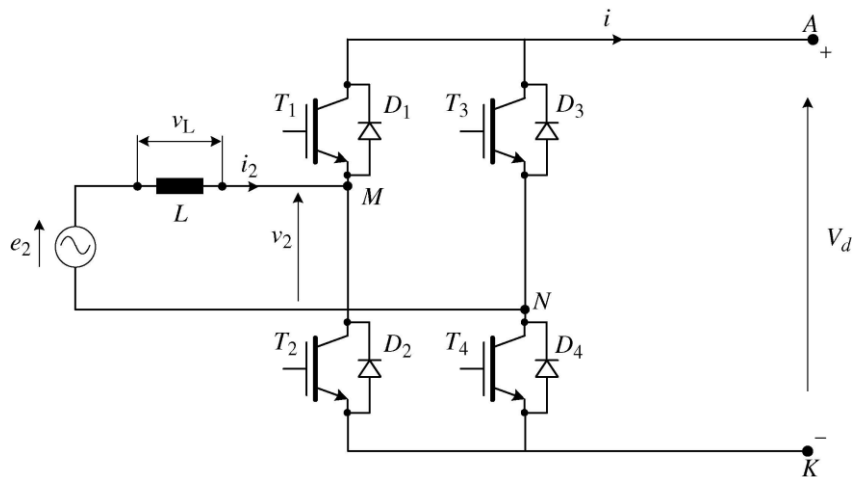 i A
+
T1 D1 T3 D3
vL
i2
M
L
v2
e2
Vd
N
T2 D2 T4 D4
−
K